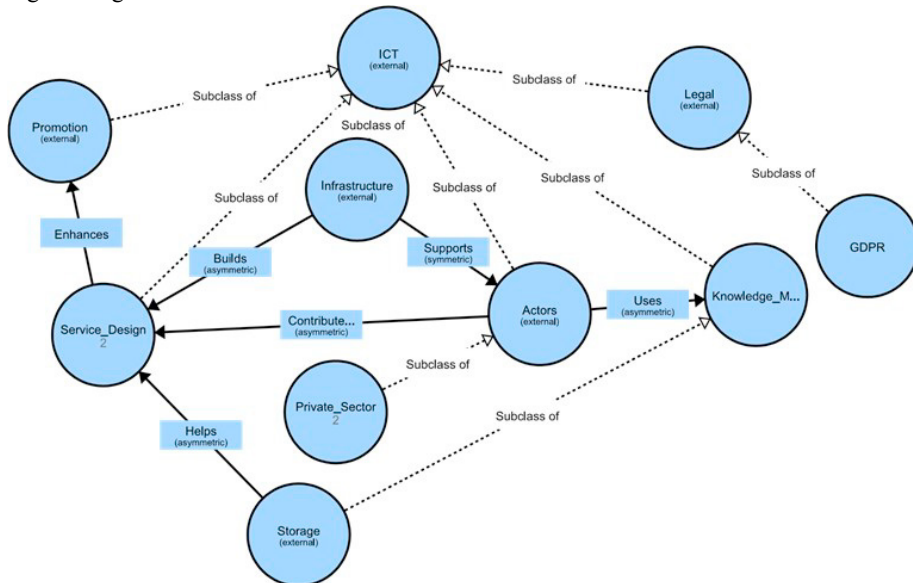 ICT
(external)
Subclass of
Subclass of
Legal
(external)
Promotion
(external)
Subclass of
Infrastructure
(external)
Subclass of
Subclass of
Subclass of
Subclass of
Enhances
Builds
(asymmetric)
Supports
(symmetric)
GDPR
Service_Design
2
Contribute...
(asymmetric)
Actors
(external)
Uses
(asymmetric)
Knowledge_M...
Subclass of
Private_Sector
2
Subclass of
Helps
(asymmetric)
Storage
(external)